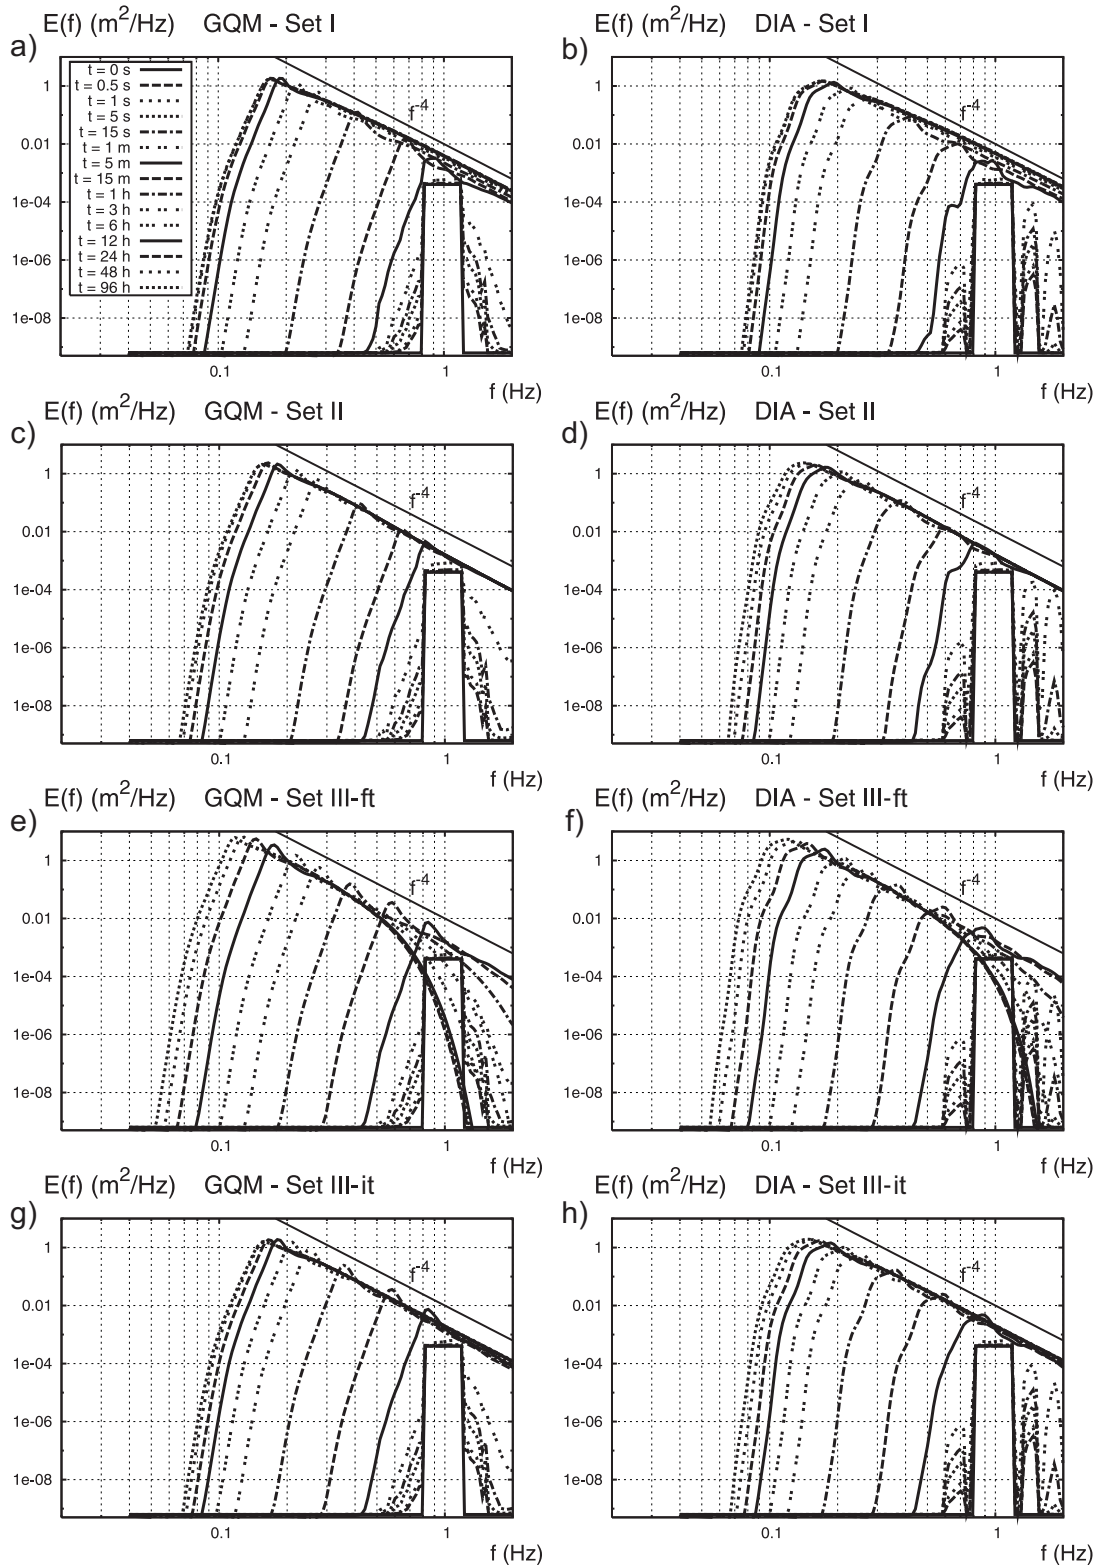 E(f) (m²/Hz) GQM - Set I
a)
t = 0 s
t = 0.5 s
t = 1 s
t = 5 s
t = 15 s
t = 1 m
t = 5 m
t = 15 m
t = 1 h
t = 3 h
t = 6 h
t = 12 h
t = 24 h
t = 48 h
t = 96 h
f⁻⁴
1
0.01
1e-04
1e-06
1e-08
0.1 1
f (Hz)
E(f) (m²/Hz) DIA - Set I
b)
f⁻⁴
1
0.01
1e-04
1e-06
1e-08
0.1 1
f (Hz)
E(f) (m²/Hz) GQM - Set II
c)
f⁻⁴
1
0.01
1e-04
1e-06
1e-08
0.1 1
f (Hz)
E(f) (m²/Hz) DIA - Set II
d)
f⁻⁴
1
0.01
1e-04
1e-06
1e-08
0.1 1
f (Hz)
E(f) (m²/Hz) GQM - Set III-ft
e)
f⁻⁴
1
0.01
1e-04
1e-06
1e-08
0.1 1
f (Hz)
E(f) (m²/Hz) DIA - Set III-ft
f)
f⁻⁴
1
0.01
1e-04
1e-06
1e-08
0.1 1
f (Hz)
E(f) (m²/Hz) GQM - Set III-it
g)
f⁻⁴
1
0.01
1e-04
1e-06
1e-08
0.1 1
f (Hz)
E(f) (m²/Hz) DIA - Set III-it
h)
f⁻⁴
1
0.01
1e-04
1e-06
1e-08
0.1 1
f (Hz)